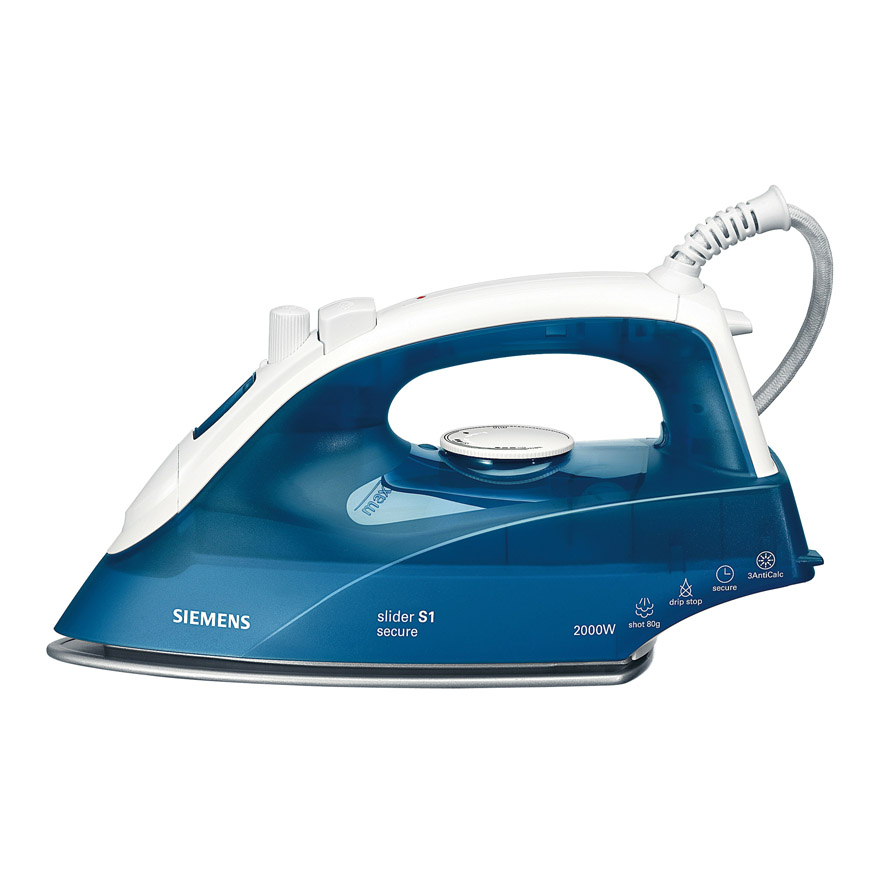 max
SIEMENS
slider S1
secure
2000W
shot 80g
drip stop
secure
3AntiCalc